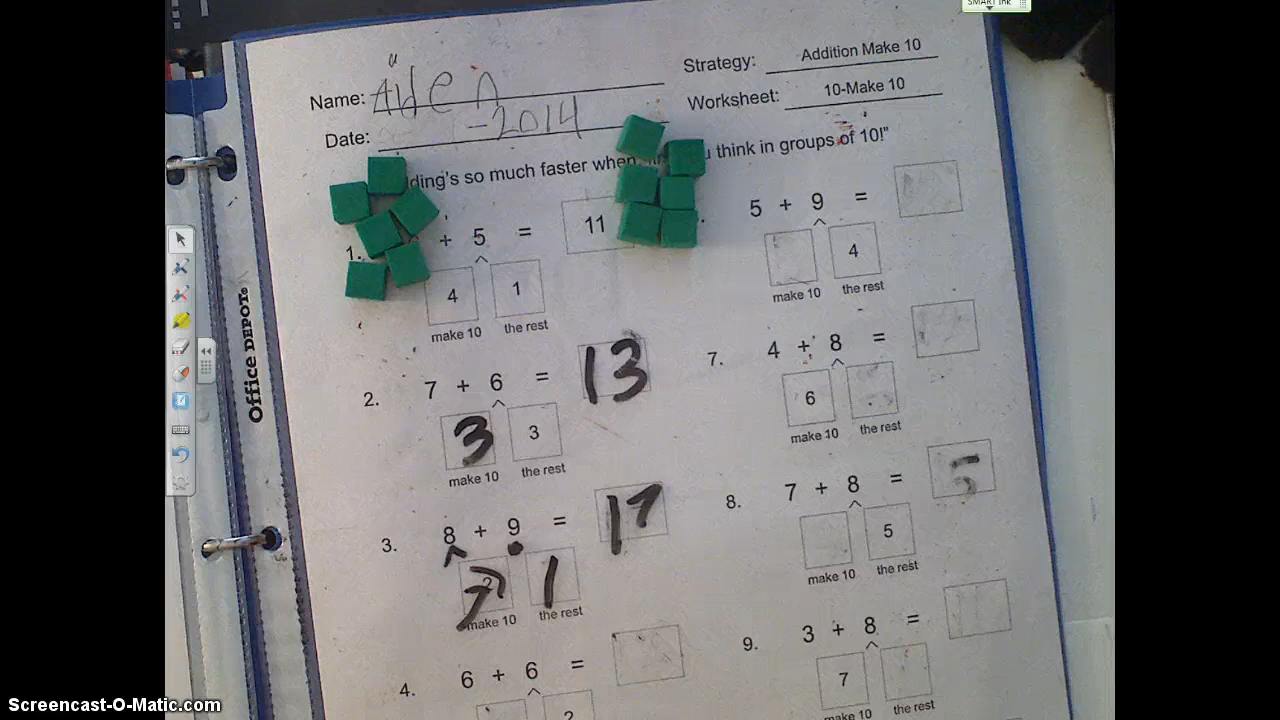 SMART Ink
Name: Aiden
Strategy: Addition Make 10
Date: -2014
Worksheet: 10-Make 10
so much faster when think in groups of 10!"
1. + 5 = 11
4 1
make 10 the rest
2. 7 + 6 = 13
3 3
make 10 the rest
3. 8 + 9 = 17
7 1
make 10 the rest
4. 6 + 6 =
2
5 + 9 =
4
make 10 the rest
7. 4 + 8 =
6
make 10 the rest
8. 7 + 8 = 5
5
make 10 the rest
9. 3 + 8 =
7
make 10 the rest
Office DEPOT
Screencast-O-Matic.com